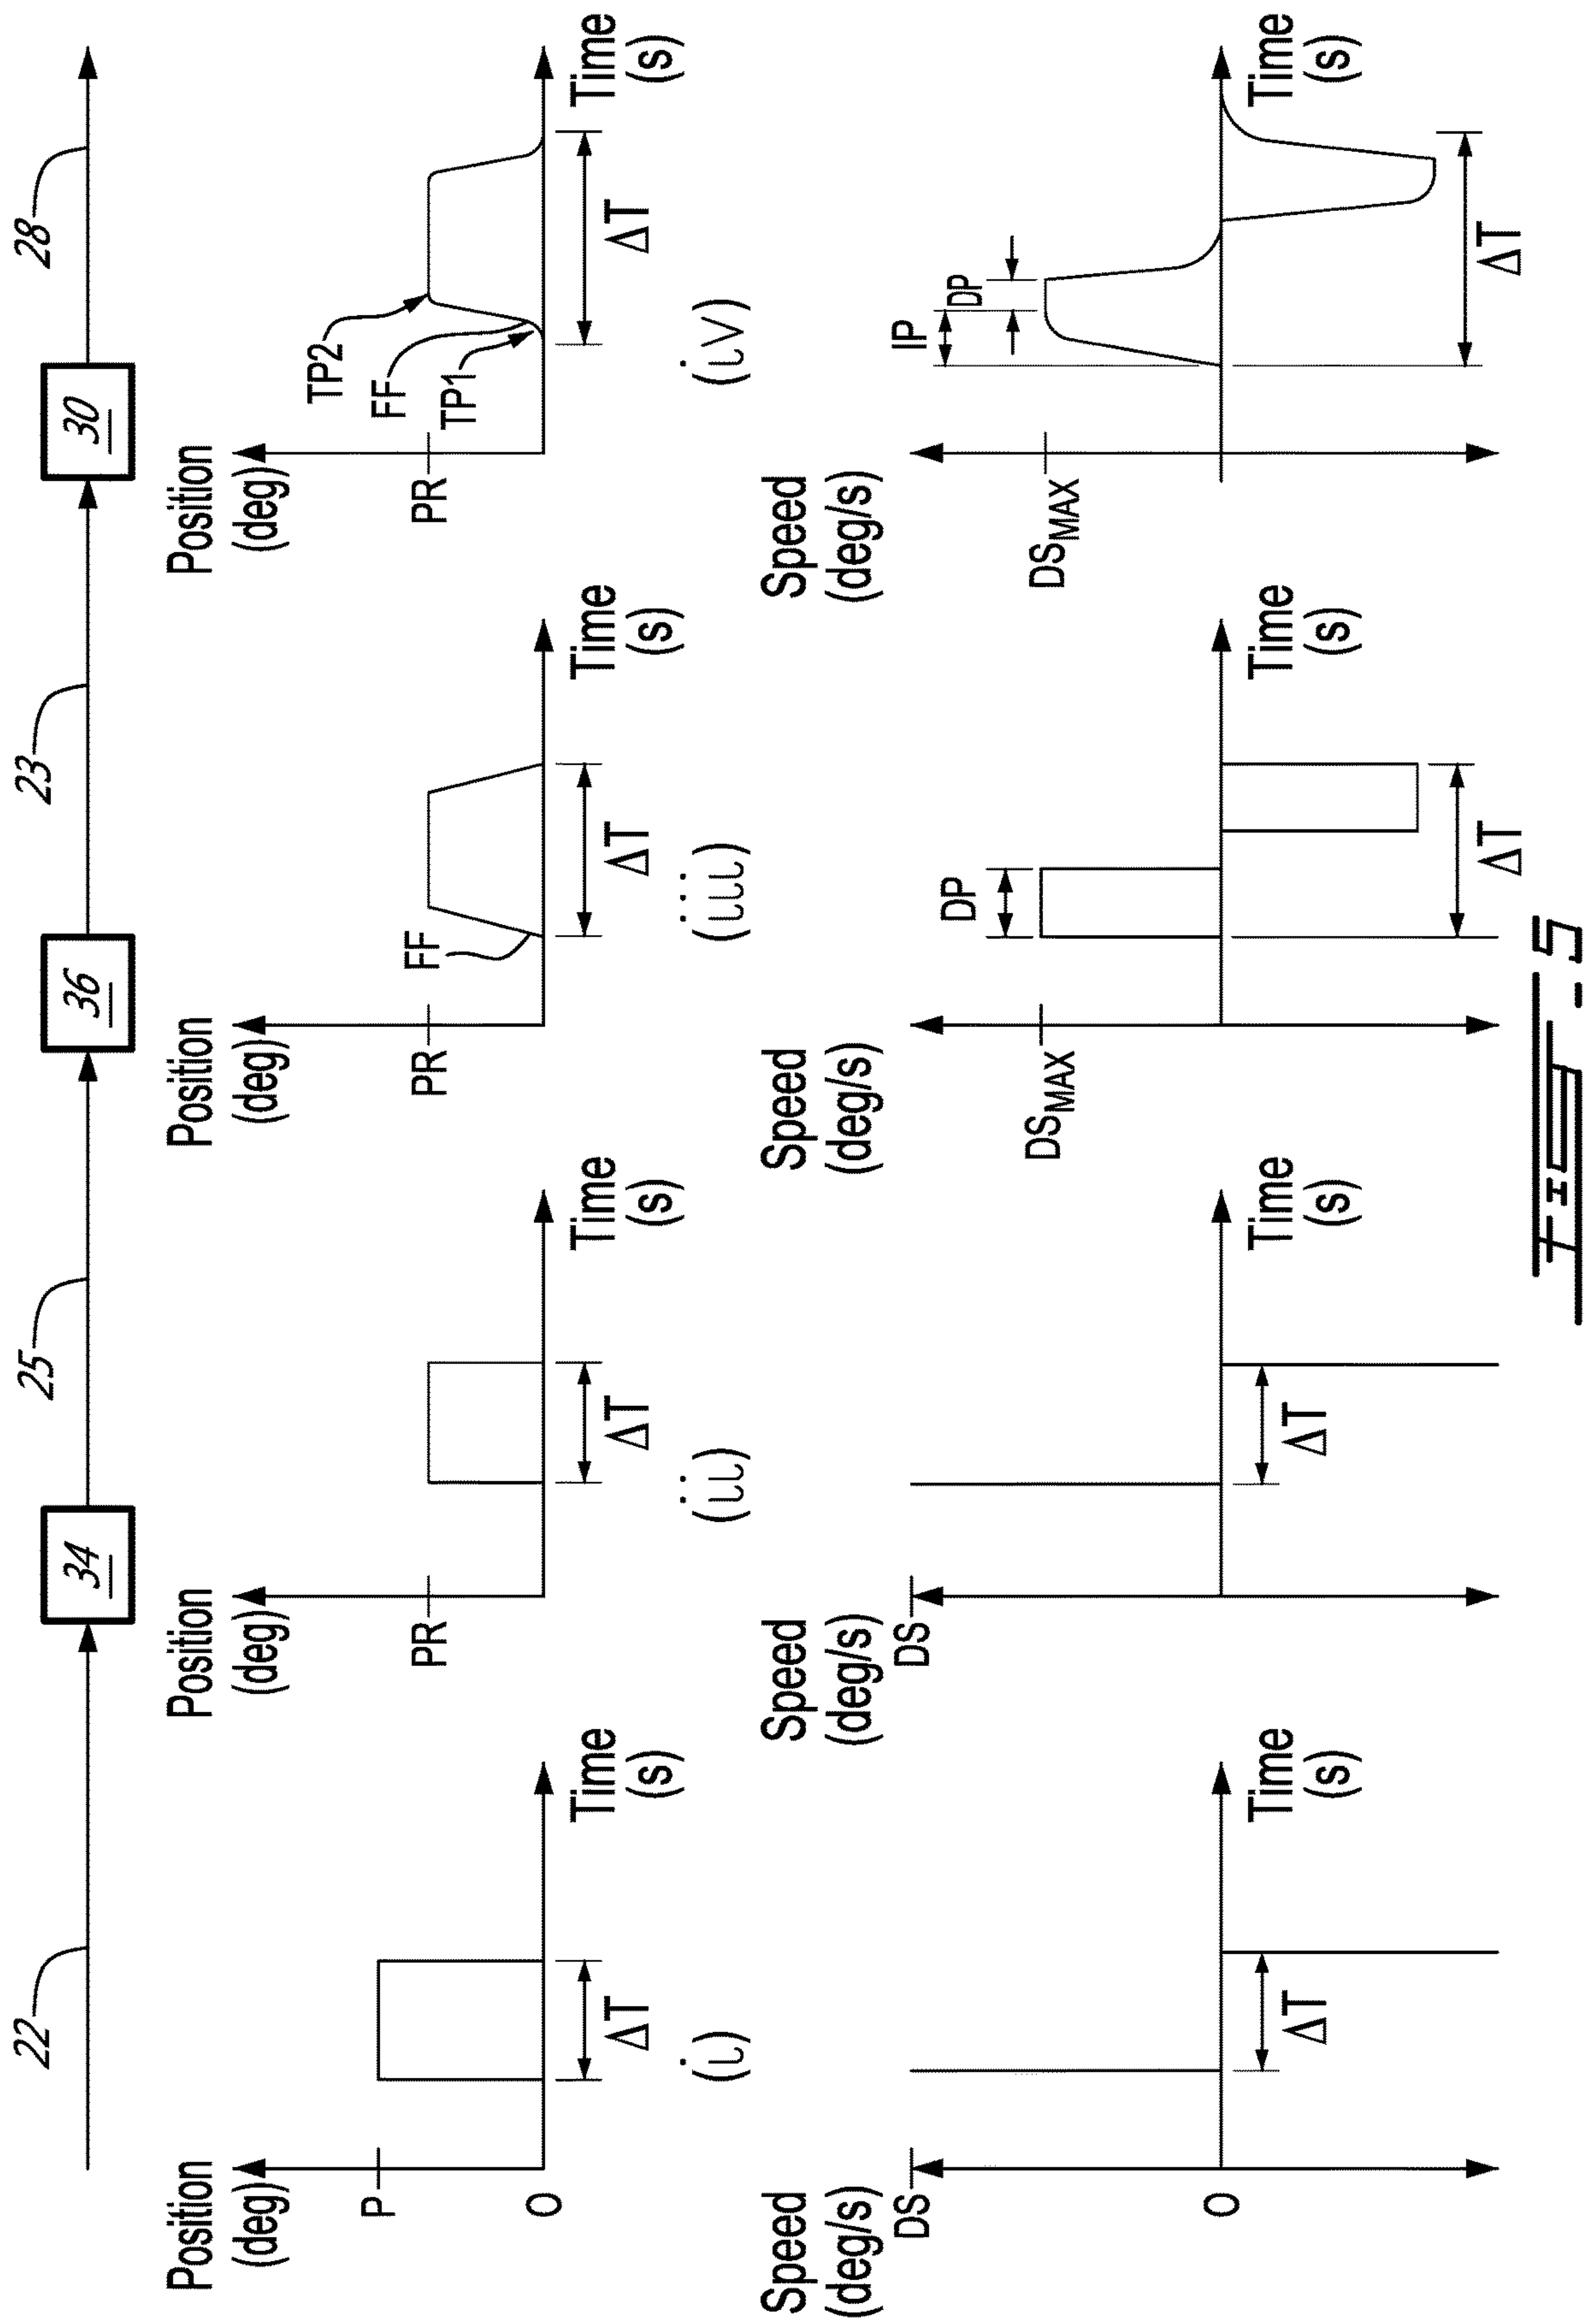 22
34
25
36
23
30
28
Position
(deg)
P
O
Time
(s)
ΔT
(i)
Position
(deg)
PR
Time
(s)
ΔT
(ii)
Position
(deg)
PR
FF
Time
(s)
ΔT
(iii)
Position
(deg)
PR
TP2
FF
TP1
Time
(s)
ΔT
(iv)
Speed
(deg/s)
DS
O
Time
(s)
ΔT
Speed
(deg/s)
DS
Time
(s)
ΔT
Speed
(deg/s)
DSMAX
DP
Time
(s)
ΔT
Speed
(deg/s)
DSMAX
IP
DP
Time
(s)
ΔT
FIG. 5